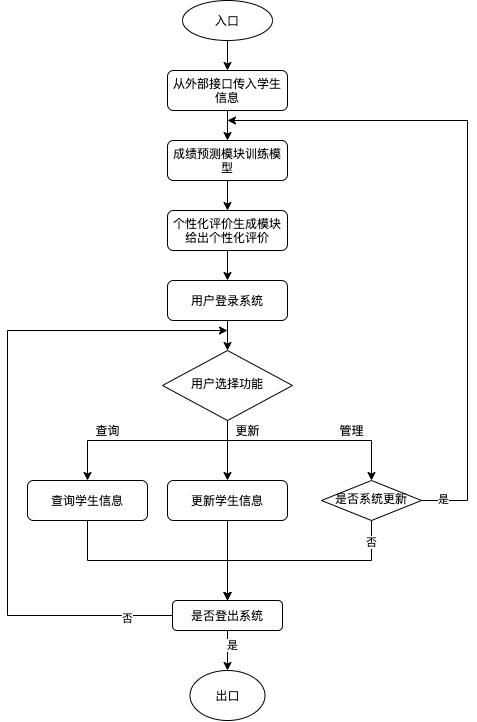 入口
从外部接口传入学生
信息
成绩预测模块训练模
型
个性化评价生成模块
给出个性化评价
用户登录系统
用户选择功能
查询
更新
管理
查询学生信息
更新学生信息
是否系统更新
是
否
是否登出系统
否
是
出口